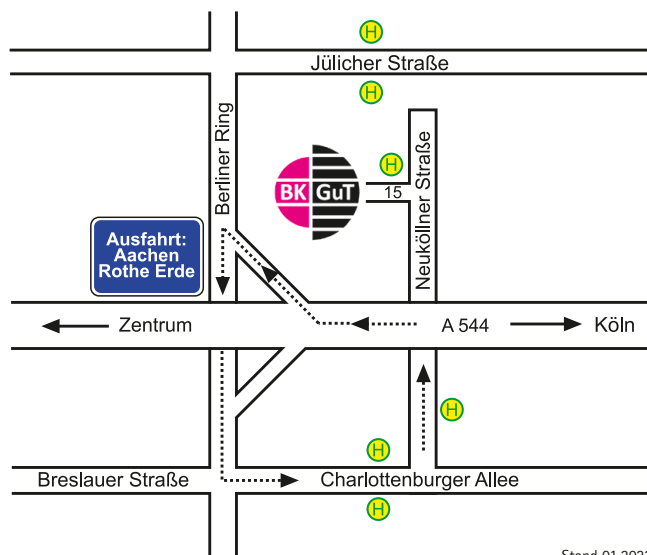 H
Jülicher Straße
H
Berliner Ring
Neuköllner Straße
H
BK GuT
15
Ausfahrt:
Aachen
Rothe Erde
Zentrum
A 544
Köln
H
H
Breslauer Straße
Charlottenburger Allee
H